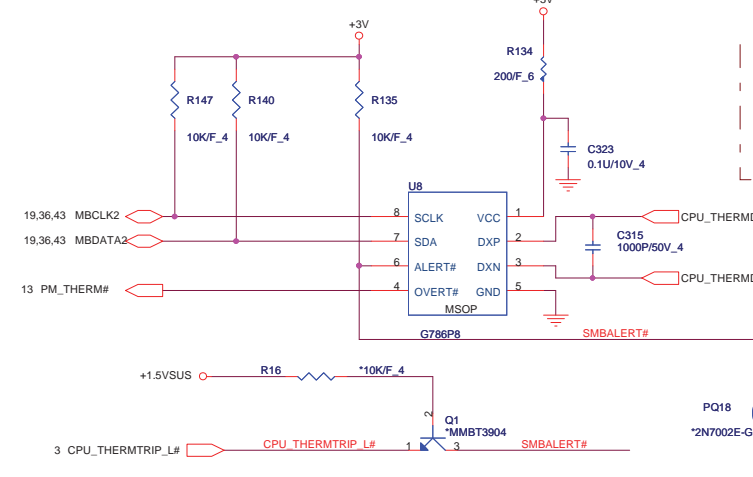 +3V
R134
200/F_6
+3V
R147
R140
R135
10K/F_4
10K/F_4
10K/F_4
C323
0.1U/10V_4
U8
19,36,43 MBCLK2
8 SCLK VCC 1
CPU_THERMD
19,36,43 MBDATA2
7 SDA DXP 2
C315
1000P/50V_4
6 ALERT# DXN 3
CPU_THERMD
13 PM_THERM#
4 OVERT# GND 5
MSOP
G786P8
SMBALERT#
+1.5VSUS
R16
*10K/F_4
2
Q1
*MMBT3904
PQ18
*2N7002E-G
3 CPU_THERMTRIP_L#
CPU_THERMTRIP_L#
1
3
SMBALERT#